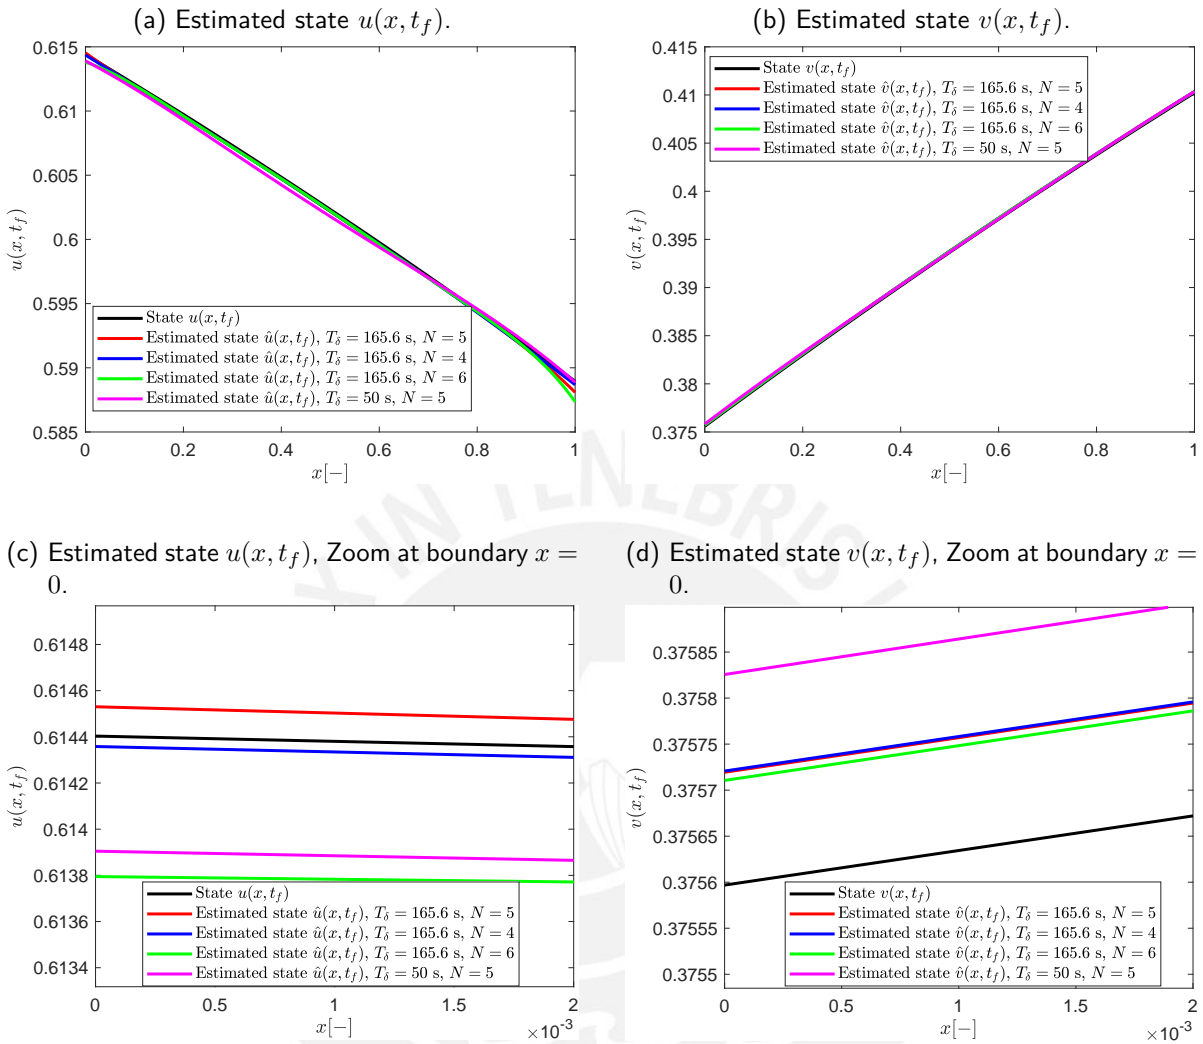 (a) Estimated state u(x, t_f).
0.615
0.61
0.605
0.6
0.595
0.59
0.585
u(x, t_f)
State u(x, t_f)
Estimated state û(x, t_f), T_δ = 165.6 s, N = 5
Estimated state û(x, t_f), T_δ = 165.6 s, N = 4
Estimated state û(x, t_f), T_δ = 165.6 s, N = 6
Estimated state û(x, t_f), T_δ = 50 s, N = 5
0 0.2 0.4 0.6 0.8 1
x[−]
(b) Estimated state v(x, t_f).
0.415
0.41
0.405
0.4
0.395
0.39
0.385
0.38
0.375
v(x, t_f)
State v(x, t_f)
Estimated state v̂(x, t_f), T_δ = 165.6 s, N = 5
Estimated state v̂(x, t_f), T_δ = 165.6 s, N = 4
Estimated state v̂(x, t_f), T_δ = 165.6 s, N = 6
Estimated state v̂(x, t_f), T_δ = 50 s, N = 5
0 0.2 0.4 0.6 0.8 1
x[−]
(c) Estimated state u(x, t_f), Zoom at boundary x =
0.
0.6148
0.6146
0.6144
0.6142
0.614
0.6138
0.6136
0.6134
u(x, t_f)
State u(x, t_f)
Estimated state û(x, t_f), T_δ = 165.6 s, N = 5
Estimated state û(x, t_f), T_δ = 165.6 s, N = 4
Estimated state û(x, t_f), T_δ = 165.6 s, N = 6
Estimated state û(x, t_f), T_δ = 50 s, N = 5
0 0.5 1 1.5 2
x[−]
×10⁻³
(d) Estimated state v(x, t_f), Zoom at boundary x =
0.
0.37585
0.3758
0.37575
0.3757
0.37565
0.3756
0.37555
0.3755
v(x, t_f)
State v(x, t_f)
Estimated state v̂(x, t_f), T_δ = 165.6 s, N = 5
Estimated state v̂(x, t_f), T_δ = 165.6 s, N = 4
Estimated state v̂(x, t_f), T_δ = 165.6 s, N = 6
Estimated state v̂(x, t_f), T_δ = 50 s, N = 5
0 0.5 1 1.5 2
x[−]
×10⁻³
X IN TENEBRIS